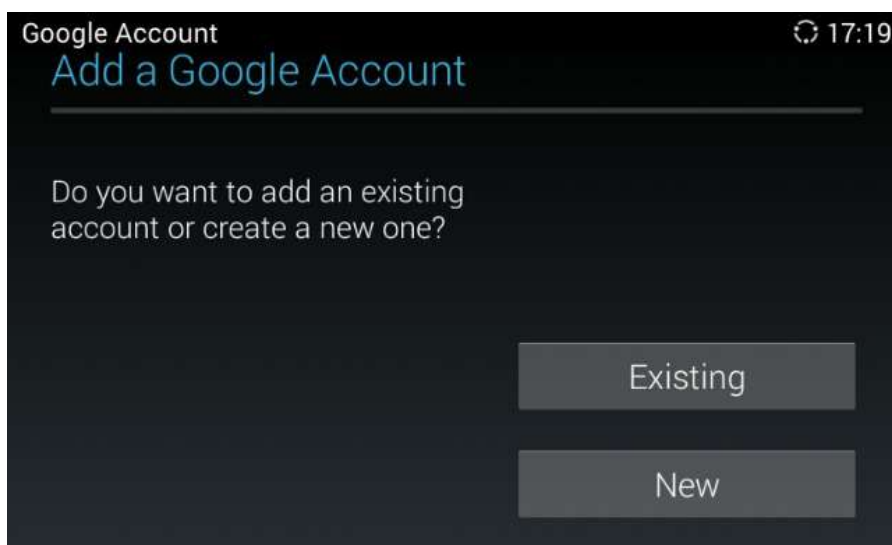 Google Account
17:19
Add a Google Account
Do you want to add an existing
account or create a new one?
Existing
New